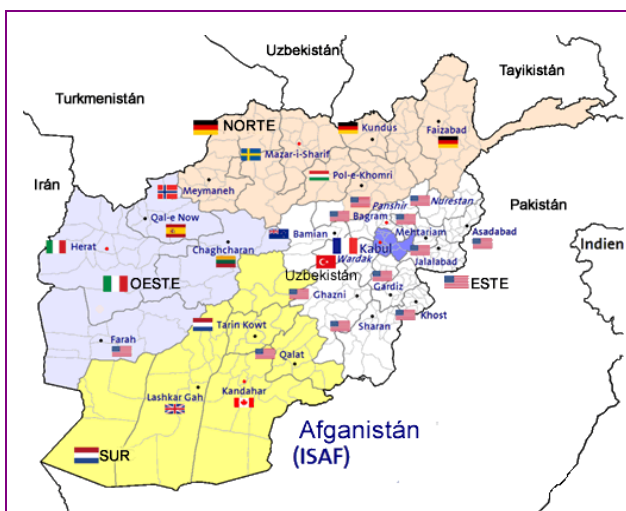 Uzbekistán
Tayikistán
Turkmenistán
NORTE
Kundus
Faizabad
Mazar-i-Sharif
Pol-e-Khomri
Irán
Meymaneh
Pakistán
Panshir
Nurestan
Qal-e Now
Bagram
Bamian
Mehtariam
Asadabad
Herat
Chaghcharan
Kabul
Indien
Wardak
Jalalabad
Uzbekistán
OESTE
Gardiz
ESTE
Ghazni
Khost
Sharan
Tarin Kowt
Farah
Qalat
Lashkar Gah
Kandahar
Afganistán
(ISAF)
SUR